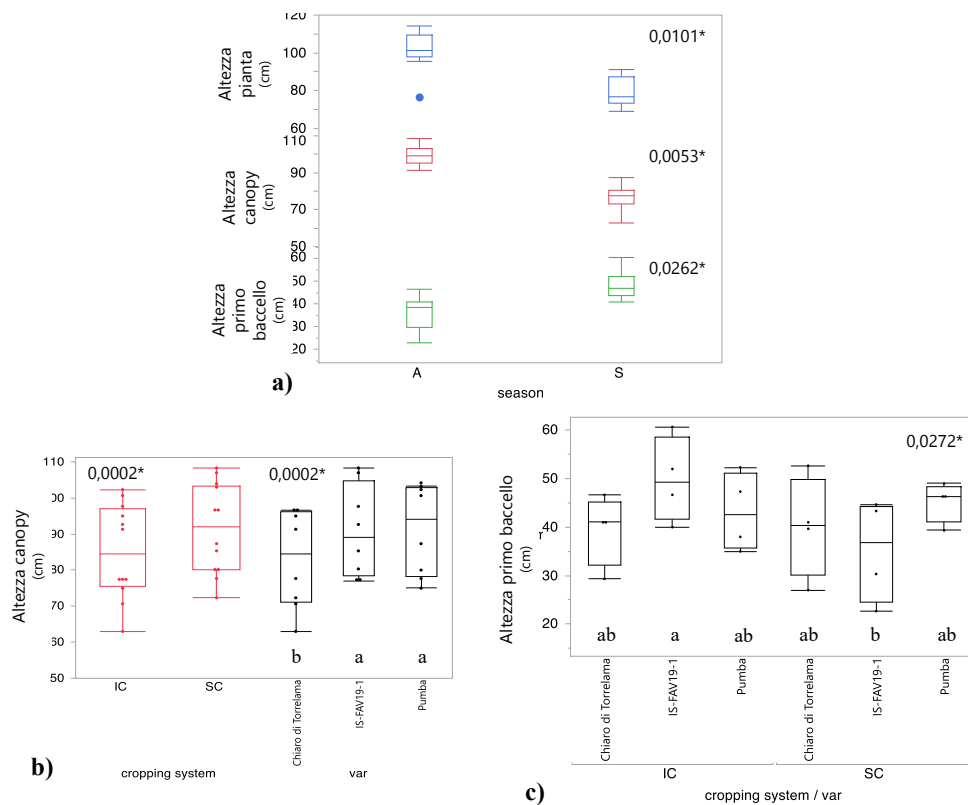 120
100
80
60
Altezza
pianta
(cm)
0,0101*
110
90
70
50
Altezza
canopy
(cm)
0,0053*
60
50
40
30
20
Altezza
primo
baccello
(cm)
0,0262*
A
S
season
a)
110
90
80
70
60
50
Altezza canopy
(cm)
0,0002*
0,0002*
b
a
a
IC
SC
Chiaro di Torrelama
IS-FAV19-1
Pumba
cropping system
var
b)
60
50
40
30
20
Altezza primo baccello
(cm)
0,0272*
ab
a
ab
ab
b
ab
Chiaro di Torrelama
IS-FAV19-1
Pumba
Chiaro di Torrelama
IS-FAV19-1
Pumba
IC
SC
cropping system / var
c)